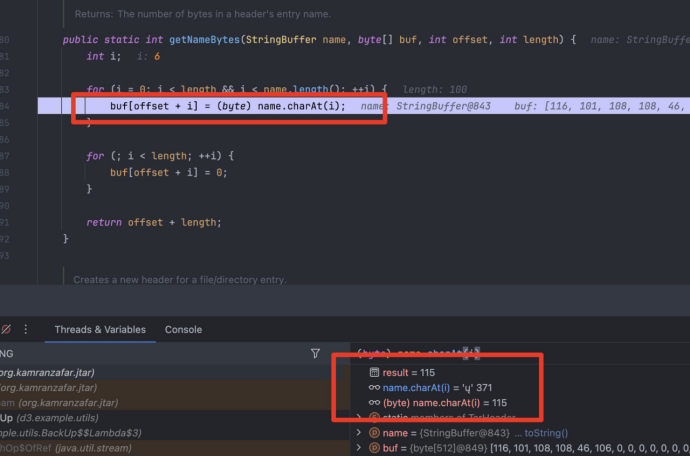 Returns: The number of bytes in a header's entry name.
80 public static int getNameBytes(StringBuffer name, byte[] buf, int offset, int length) { name: StringBuffe
81 int i; i: 6
83 for (i = 0; i < length && i < name.length(); ++i) { length: 100
84 buf[offset + i] = (byte) name.charAt(i); name: StringBuffer@843 buf: [116, 101, 108, 108, 46,
}
87 for (; i < length; ++i) {
88 buf[offset + i] = 0;
89 }
91 return offset + length;
92 }
93
Creates a new header for a file/directory entry.
Threads & Variables Console
NG
(byte) name.charAt(i)
org.kamranzafar.jtar)
result = 115
(org.kamranzafar.jtar)
name.charAt(i) = 'ų' 371
eam (org.kamranzafar.jtar)
(byte) name.charAt(i) = 115
Up (d3.example.utils)
static members of TarHeader
mple.utils.BackUp$$Lambda$3)
name = {StringBuffer@843} ... toString()
hOp$OfRef (java.util.stream)
buf = {byte[512]@849} [116, 101, 108, 108, 46, 106, 0, 0, 0, 0, 0, 0, 0,